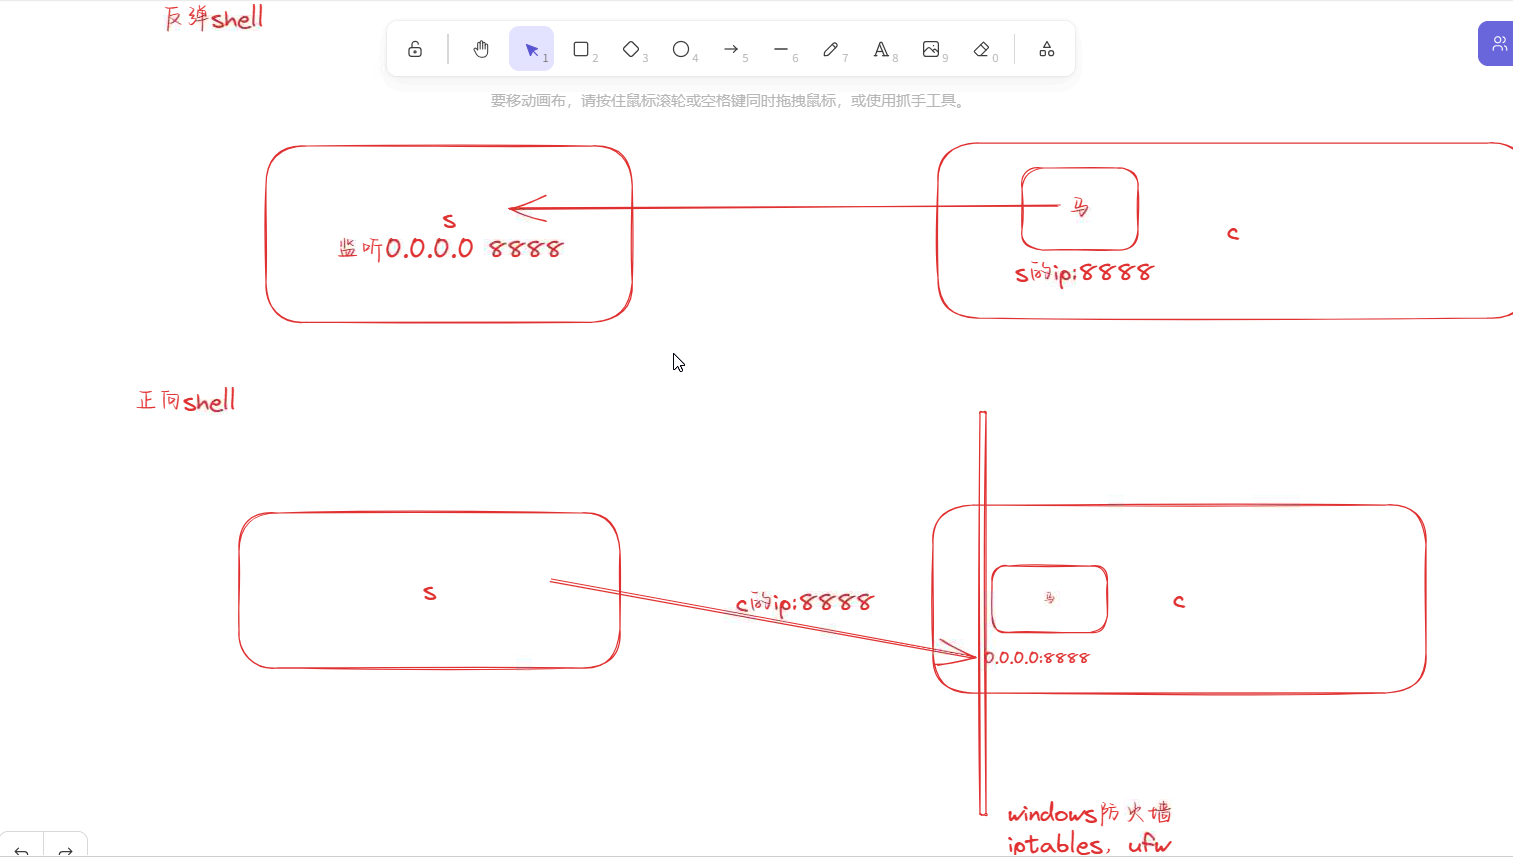 反弹shell
1
2
3
4
5
6
7
8
9
0
要移动画布，请按住鼠标滚轮或空格键同时拖拽鼠标，或使用抓手工具。
s
监听0.0.0.0 8888
马
c
s的ip:8888
正向shell
s
c的ip:8888
马
c
0.0.0.0:8888
windows防火墙
iptables，ufw